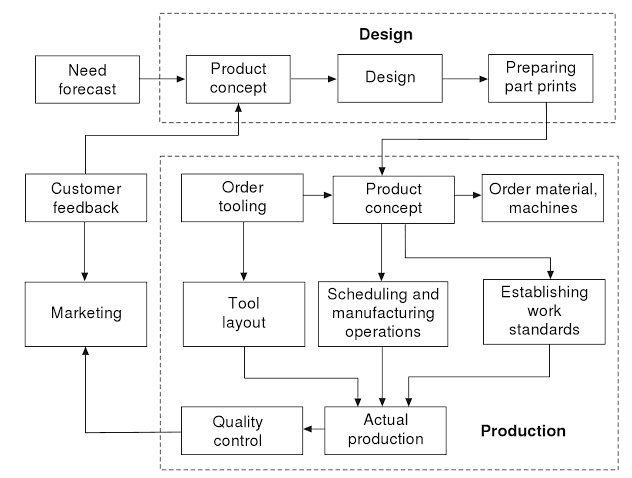 Design
Need
forecast
Product
concept
Design
Preparing
part prints
Customer
feedback
Order
tooling
Product
concept
Order material,
machines
Marketing
Tool
layout
Scheduling and
manufacturing
operations
Establishing
work
standards
Quality
control
Actual
production
Production